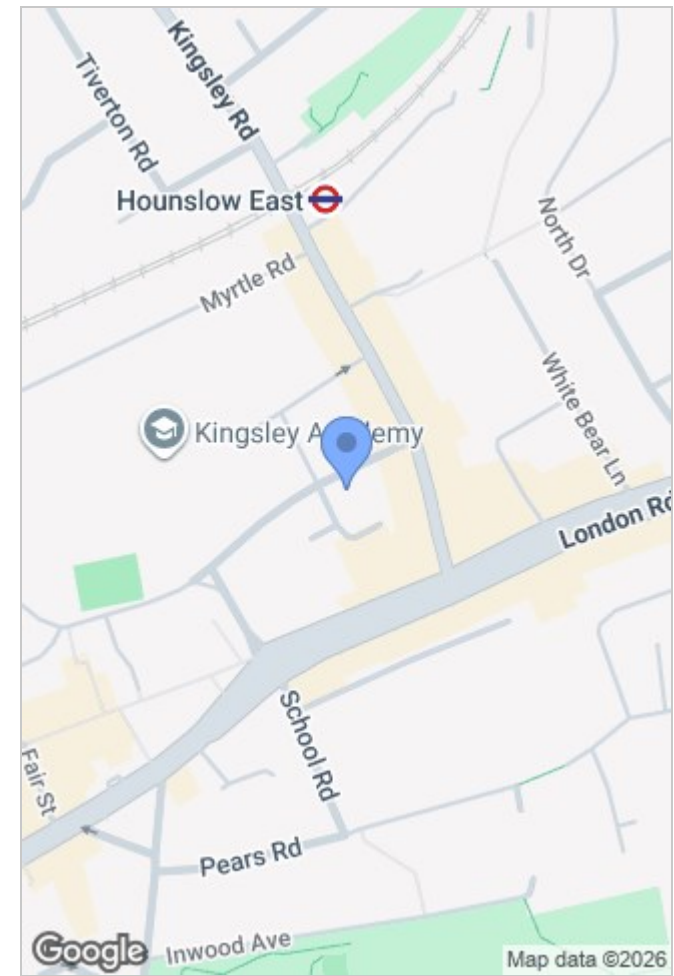 Kingsley Rd
Tiverton Rd
Hounslow East
North Dr
Myrtle Rd
White Bear Ln
Kingsley Academy
London Rd
School Rd
Fair St
Pears Rd
Inwood Ave
Google
Map data ©2026